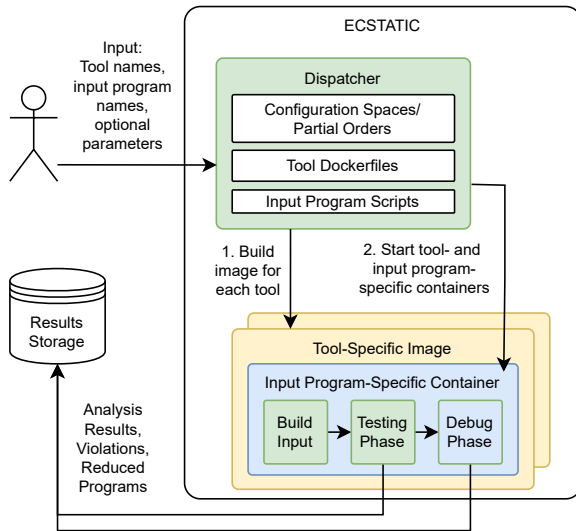 ECSTATIC
Input:
Tool names,
input program
names,
optional
parameters
Dispatcher
Configuration Spaces/
Partial Orders
Tool Dockerfiles
Input Program Scripts
1. Build
image for
each tool
2. Start tool- and
input program-
specific containers
Results
Storage
Tool-Specific Image
Input Program-Specific Container
Build
Input
Testing
Phase
Debug
Phase
Analysis
Results,
Violations,
Reduced
Programs